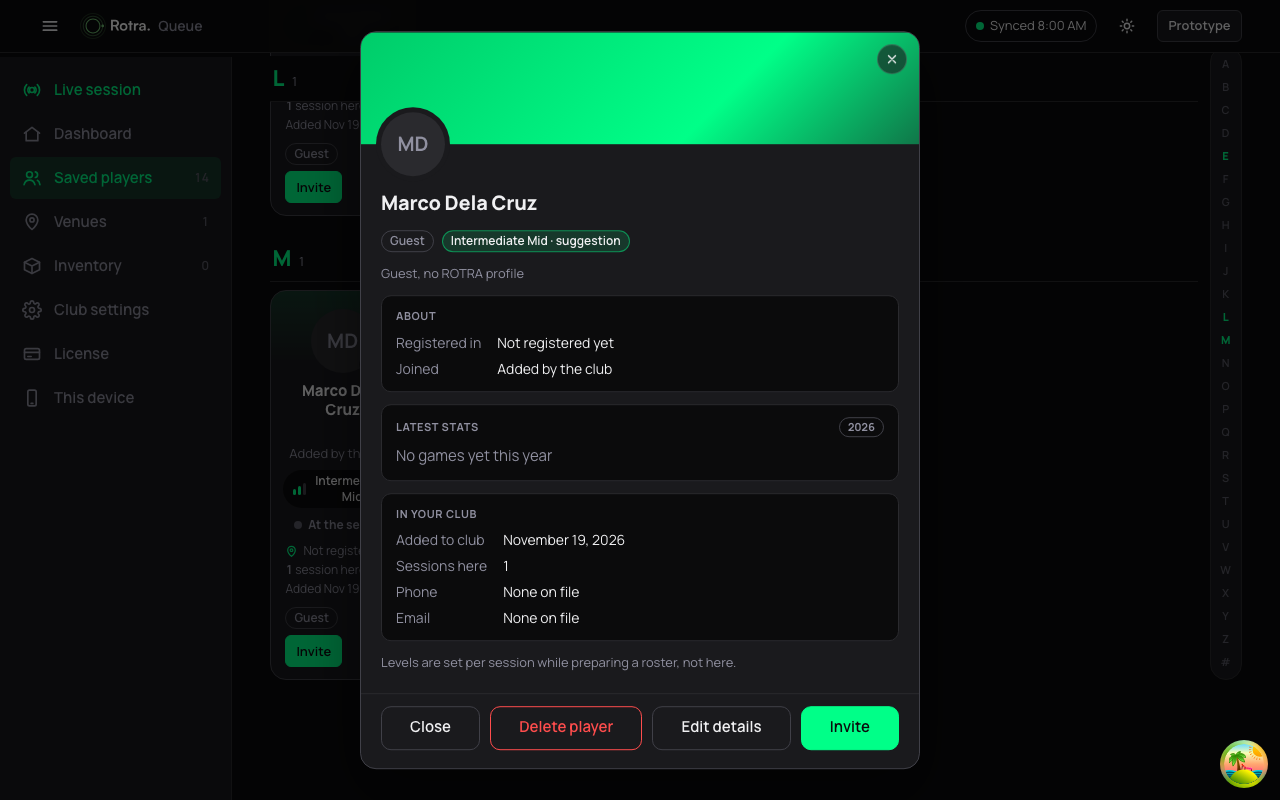 Rotra. Queue
Synced 8:00 AM
Prototype
Live session
Dashboard
Saved players 14
Venues 1
Inventory 0
Club settings
License
This device
L 1
1 session her
Added Nov 19
Guest
Invite
M 1
MD
Marco D
Cruz
Added by th
Interme
Mid
At the se
Not registe
1 session her
Added Nov 19
Guest
Invite
MD
Marco Dela Cruz
Guest
Intermediate Mid · suggestion
Guest, no ROTRA profile
ABOUT
Registered in Not registered yet
Joined Added by the club
LATEST STATS 2026
No games yet this year
IN YOUR CLUB
Added to club November 19, 2026
Sessions here 1
Phone None on file
Email None on file
Levels are set per session while preparing a roster, not here.
Close
Delete player
Edit details
Invite
A
B
C
D
E
F
G
H
I
J
K
L
M
N
O
P
Q
R
S
T
U
V
W
X
Y
Z
#